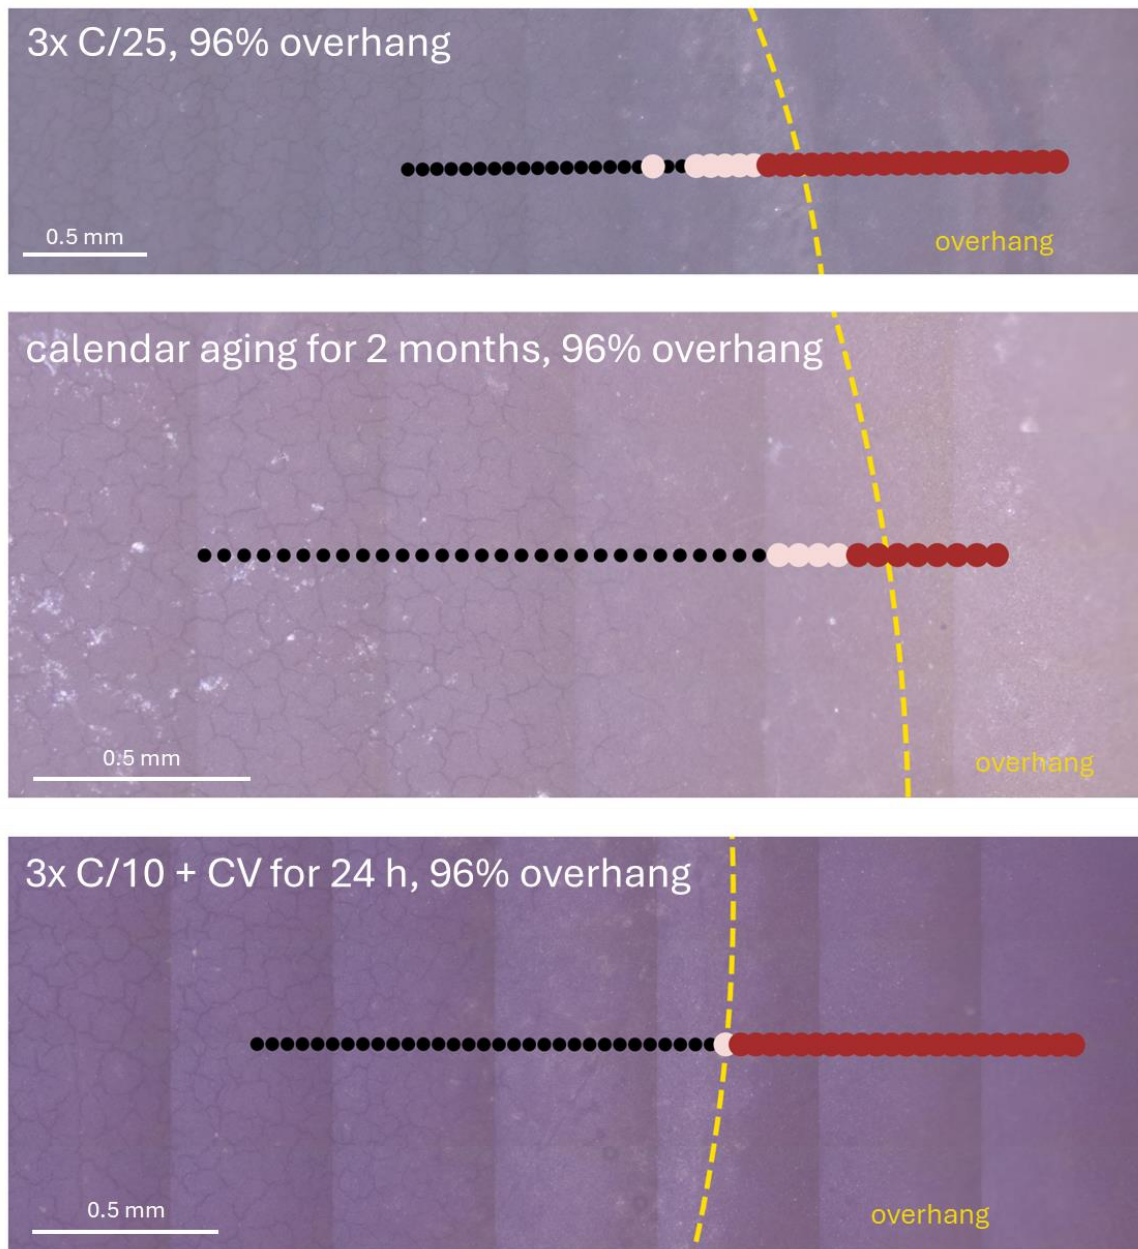 3x C/25, 96% overhang
0.5 mm
overhang
calendar aging for 2 months, 96% overhang
0.5 mm
overhang
3x C/10 + CV for 24 h, 96% overhang
0.5 mm
overhang